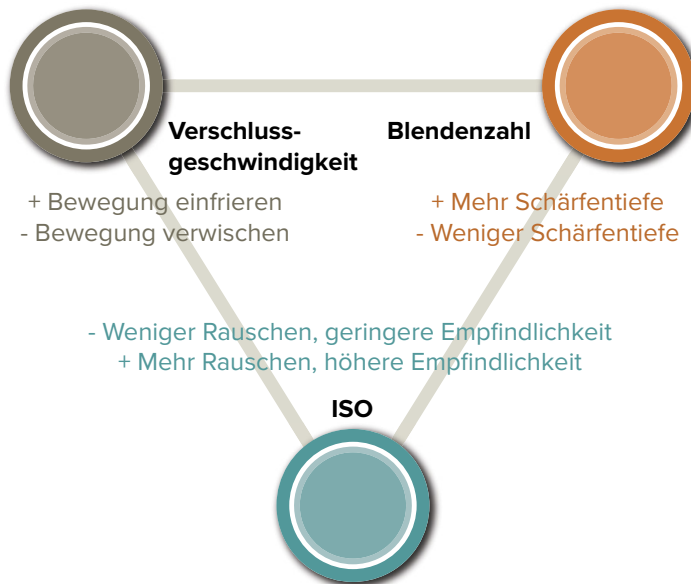 Verschluss-
geschwindigkeit
Blendenzahl
+ Bewegung einfrieren
- Bewegung verwischen
+ Mehr Schärfentiefe
- Weniger Schärfentiefe
- Weniger Rauschen, geringere Empfindlichkeit
+ Mehr Rauschen, höhere Empfindlichkeit
ISO